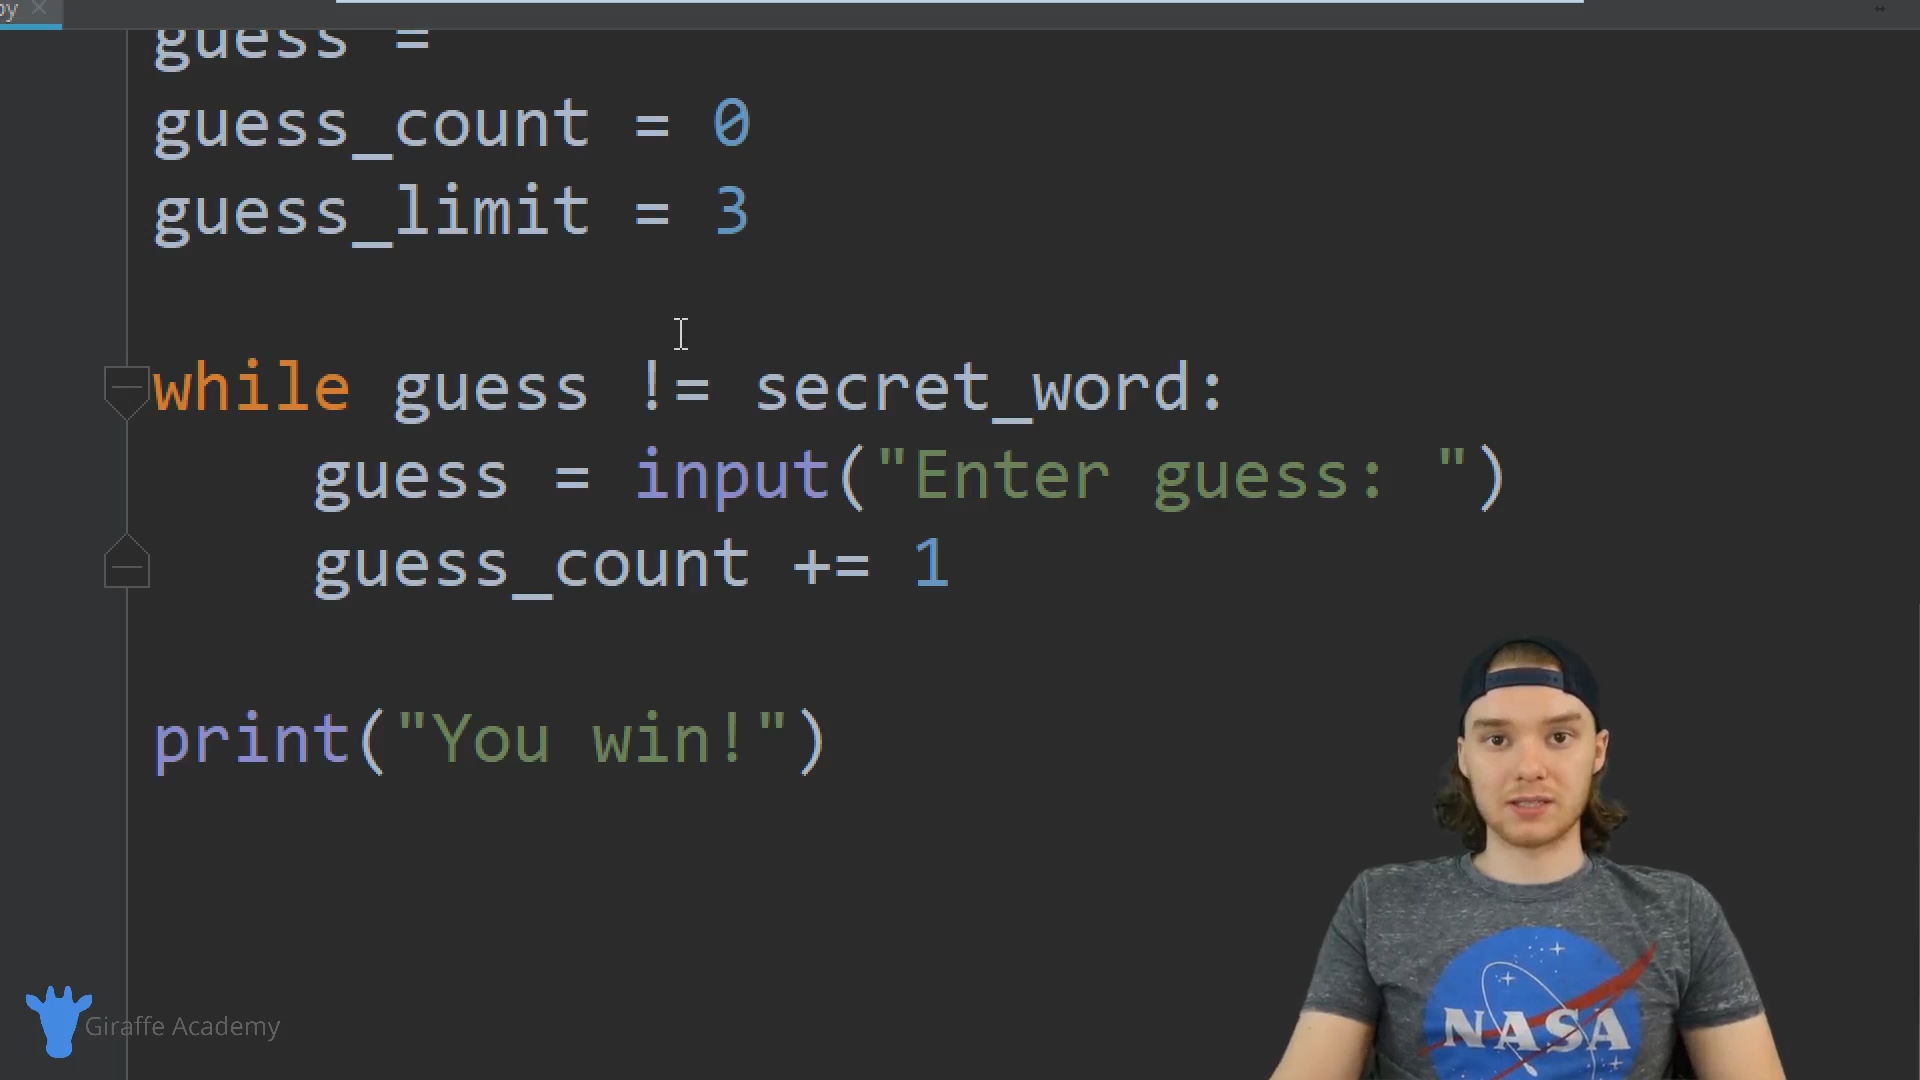 py
guess =
guess_count = 0
guess_limit = 3
while guess != secret_word:
guess = input("Enter guess: ")
guess_count += 1
print("You win!")
NASA
Giraffe Academy